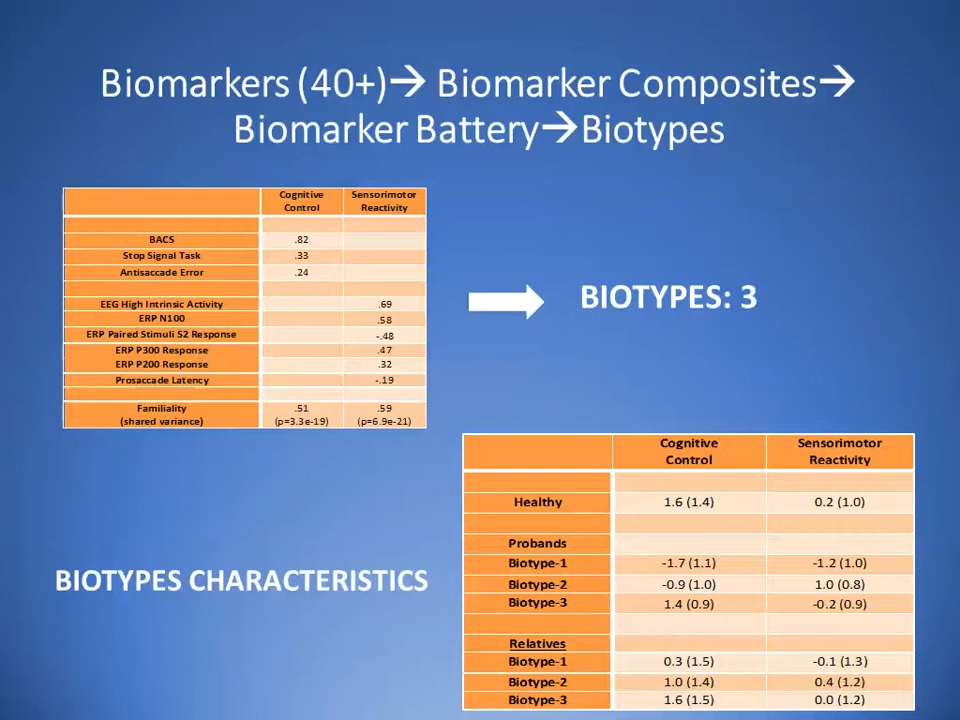 Biomarkers (40+)→ Biomarker Composites→
Biomarker Battery→Biotypes
Cognitive Control Sensorimotor Reactivity
BACS .82
Stop Signal Task .33
Antisaccade Error .24
EEG High Intrinsic Activity .69
ERP N100 .58
ERP Paired Stimuli S2 Response -.48
ERP P300 Response .47
ERP P200 Response .32
Prosaccade Latency -.19
Familiality .51 .59
(shared variance) (p=3.3e-19) (p=6.9e-21)
BIOTYPES: 3
BIOTYPES CHARACTERISTICS
Cognitive Control Sensorimotor Reactivity
Healthy 1.6 (1.4) 0.2 (1.0)
Probands
Biotype-1 -1.7 (1.1) -1.2 (1.0)
Biotype-2 -0.9 (1.0) 1.0 (0.8)
Biotype-3 1.4 (0.9) -0.2 (0.9)
Relatives
Biotype-1 0.3 (1.5) -0.1 (1.3)
Biotype-2 1.0 (1.4) 0.4 (1.2)
Biotype-3 1.6 (1.5) 0.0 (1.2)